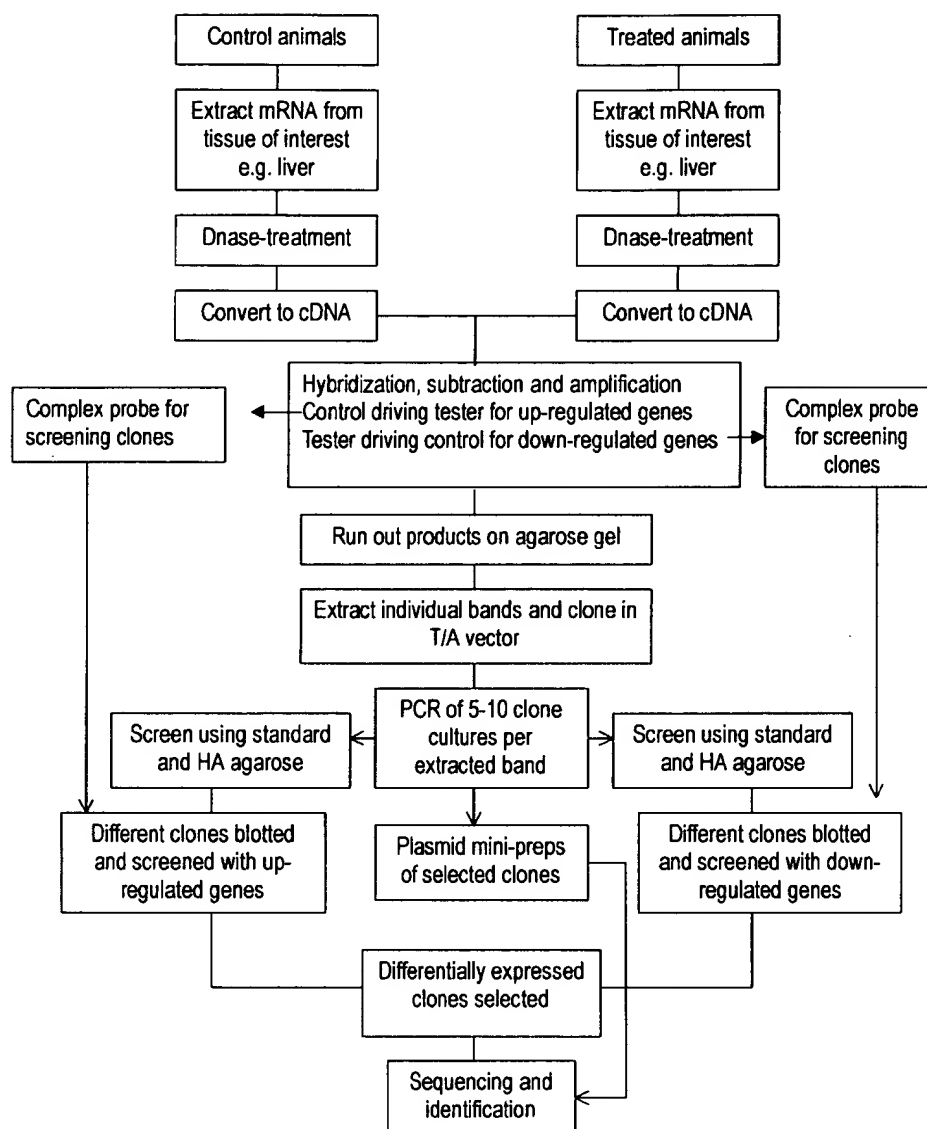 Control animals
Treated animals
Extract mRNA from
tissue of interest
e.g. liver
Extract mRNA from
tissue of interest
e.g. liver
Dnase-treatment
Dnase-treatment
Convert to cDNA
Convert to cDNA
Hybridization, subtraction and amplification
Control driving tester for up-regulated genes
Tester driving control for down-regulated genes
Complex probe for
screening clones
Complex probe
for screening
clones
Run out products on agarose gel
Extract individual bands and clone in
T/A vector
PCR of 5-10 clone
cultures per
extracted band
Screen using standard
and HA agarose
Screen using standard
and HA agarose
Different clones blotted
and screened with up-
regulated genes
Plasmid mini-preps
of selected clones
Different clones blotted
and screened with down-
regulated genes
Differentially expressed
clones selected
Sequencing and
identification